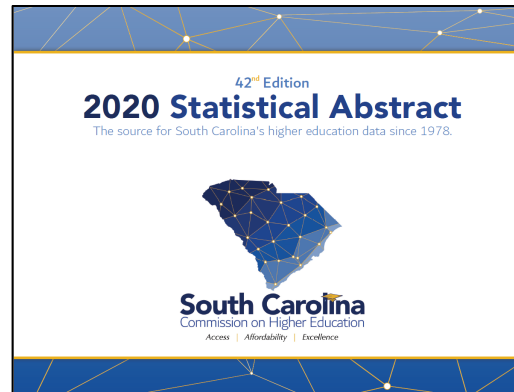 42nd Edition
2020 Statistical Abstract
The source for South Carolina's higher education data since 1978.
South Carolina
Commission on Higher Education
Access | Affordability | Excellence